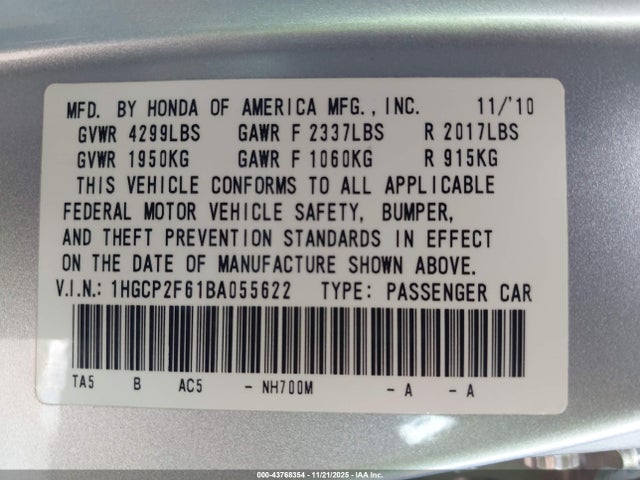 MFD. BY HONDA OF AMERICA MFG., INC. 11/'10
GVWR 4299LBS GAWR F 2337LBS R 2017LBS
GVWR 1950KG GAWR F 1060KG R 915KG
THIS VEHICLE CONFORMS TO ALL APPLICABLE
FEDERAL MOTOR VEHICLE SAFETY, BUMPER,
AND THEFT PREVENTION STANDARDS IN EFFECT
ON THE DATE OF MANUFACTURE SHOWN ABOVE.
V.I.N.: 1HGCP2F61BA055622 TYPE: PASSENGER CAR
TA5 B AC5 - NH700M - A - A
000-43768354 - 11/21/2025 - IAA, Inc.